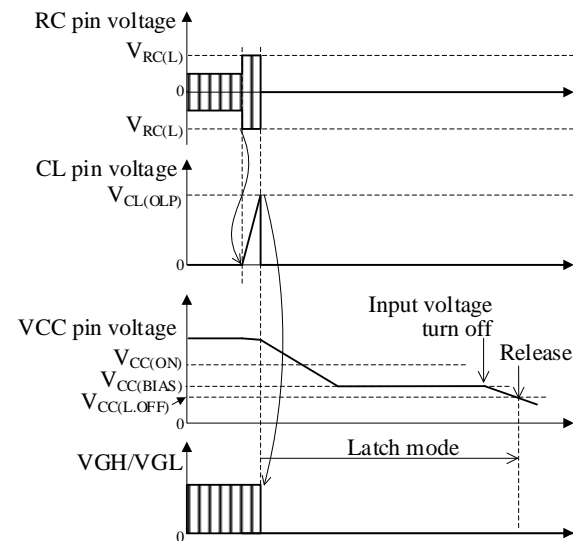 RC pin voltage
VRC(L)
0
VRC(L)
CL pin voltage
VCL(OLP)
0
Input voltage
turn off
VCC pin voltage
Release
VCC(ON)
VCC(BIAS)
VCC(L.OFF)
0
VGH/VGL
Latch mode
0